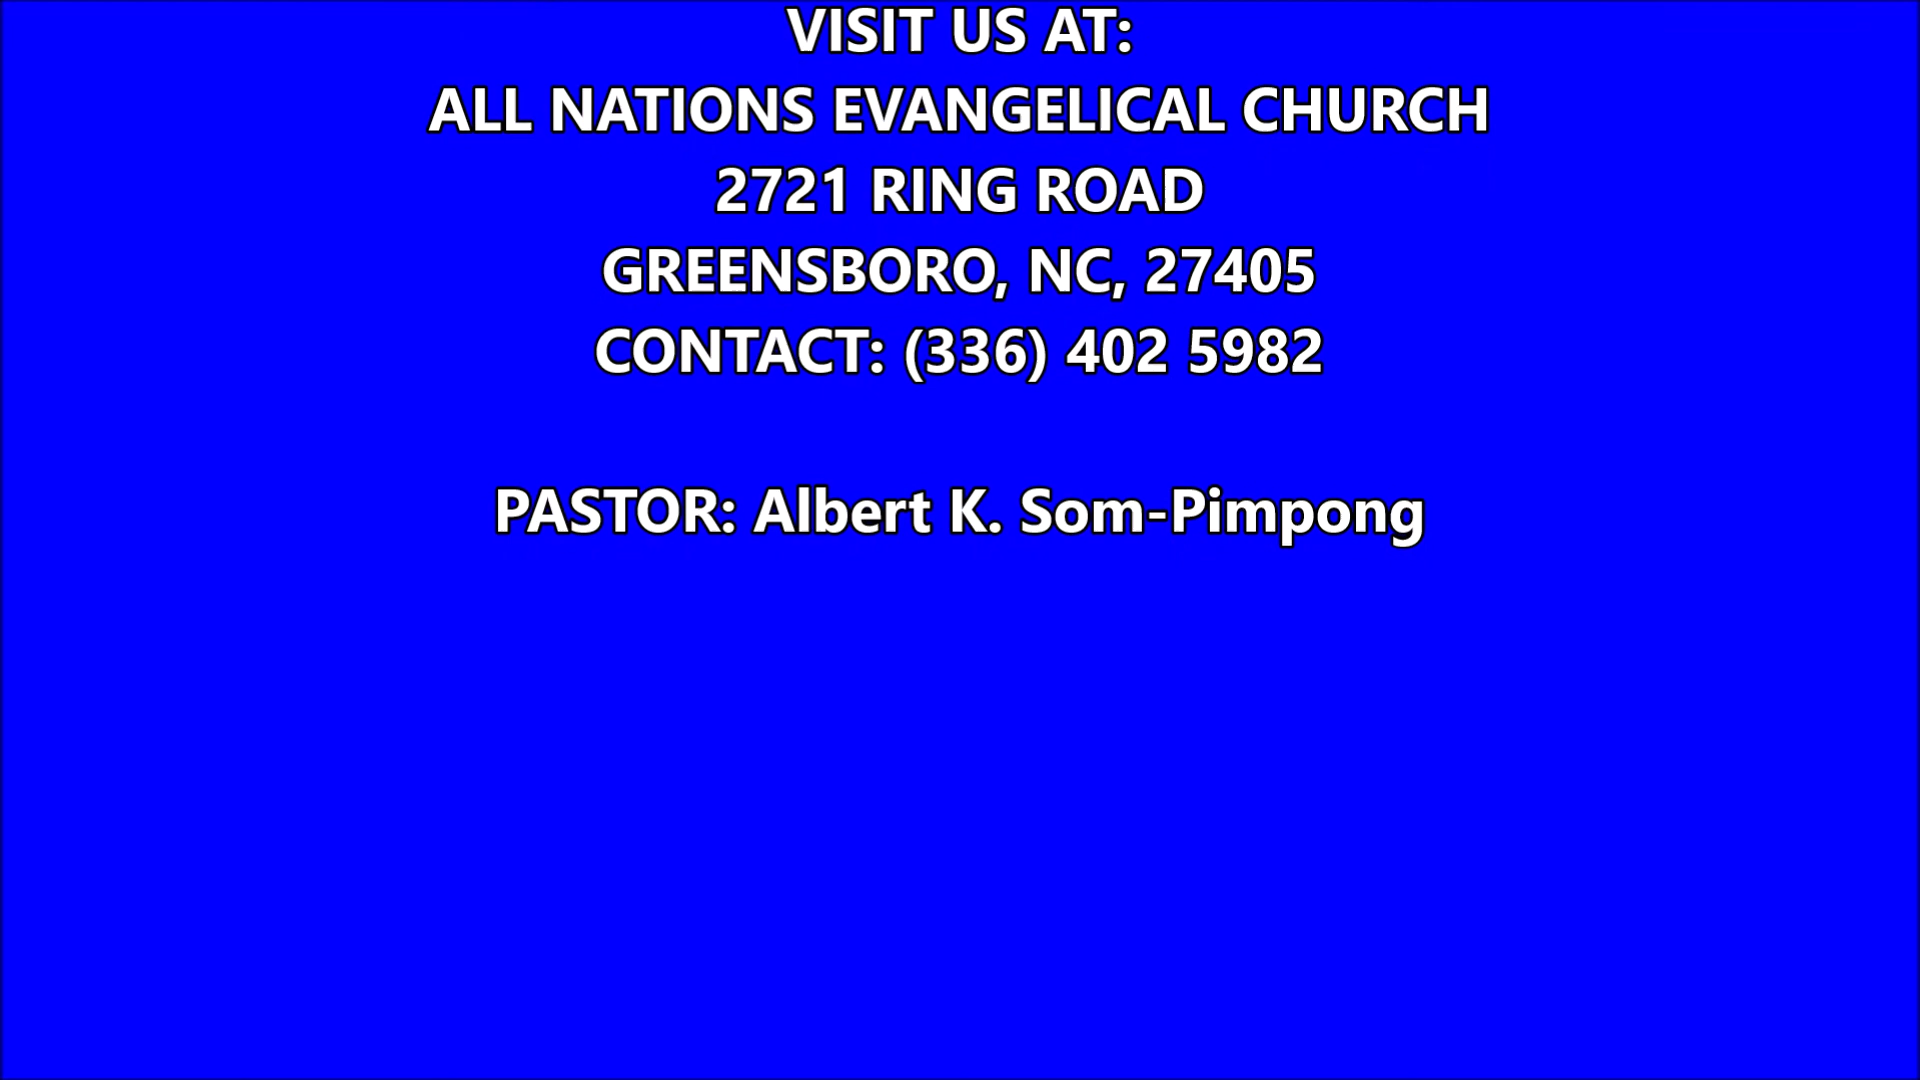 VISIT US AT:
ALL NATIONS EVANGELICAL CHURCH
2721 RING ROAD
GREENSBORO, NC, 27405
CONTACT: (336) 402 5982
PASTOR: Albert K. Som-Pimpong